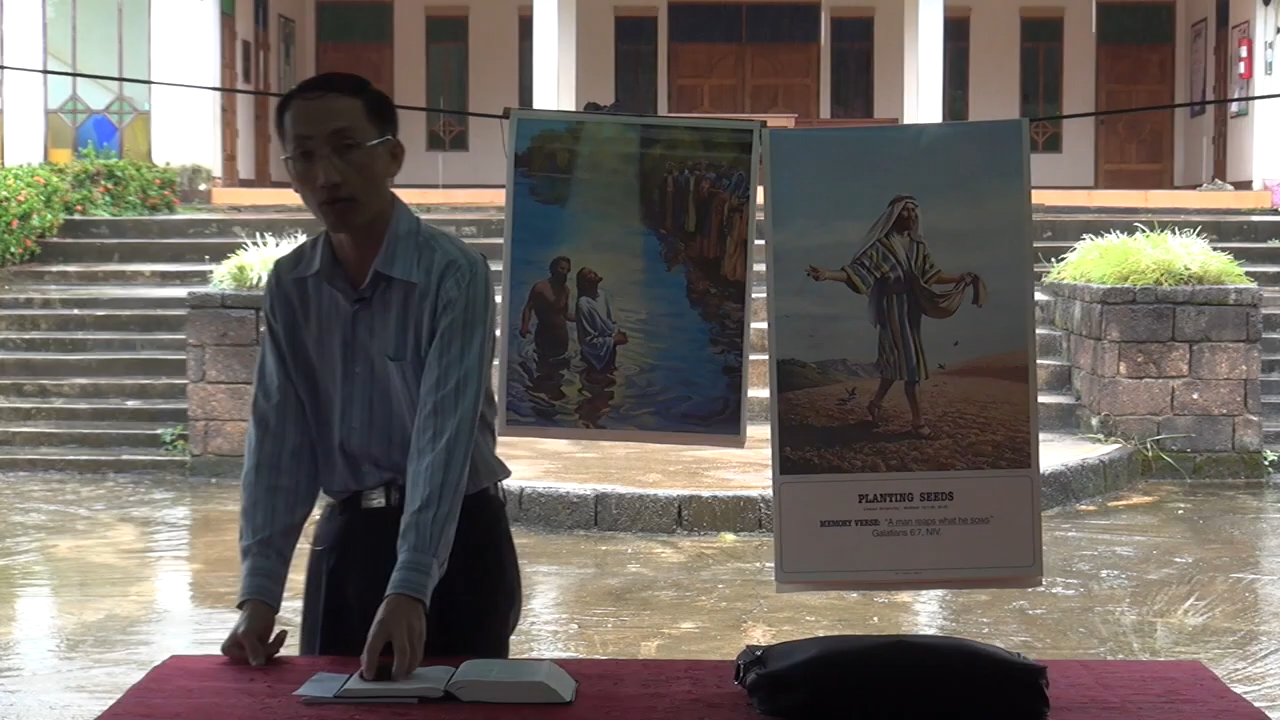 PLANTING SEEDS
MEMORY VERSE: "A man reaps what he sows"
Galatians 6:7, NIV.